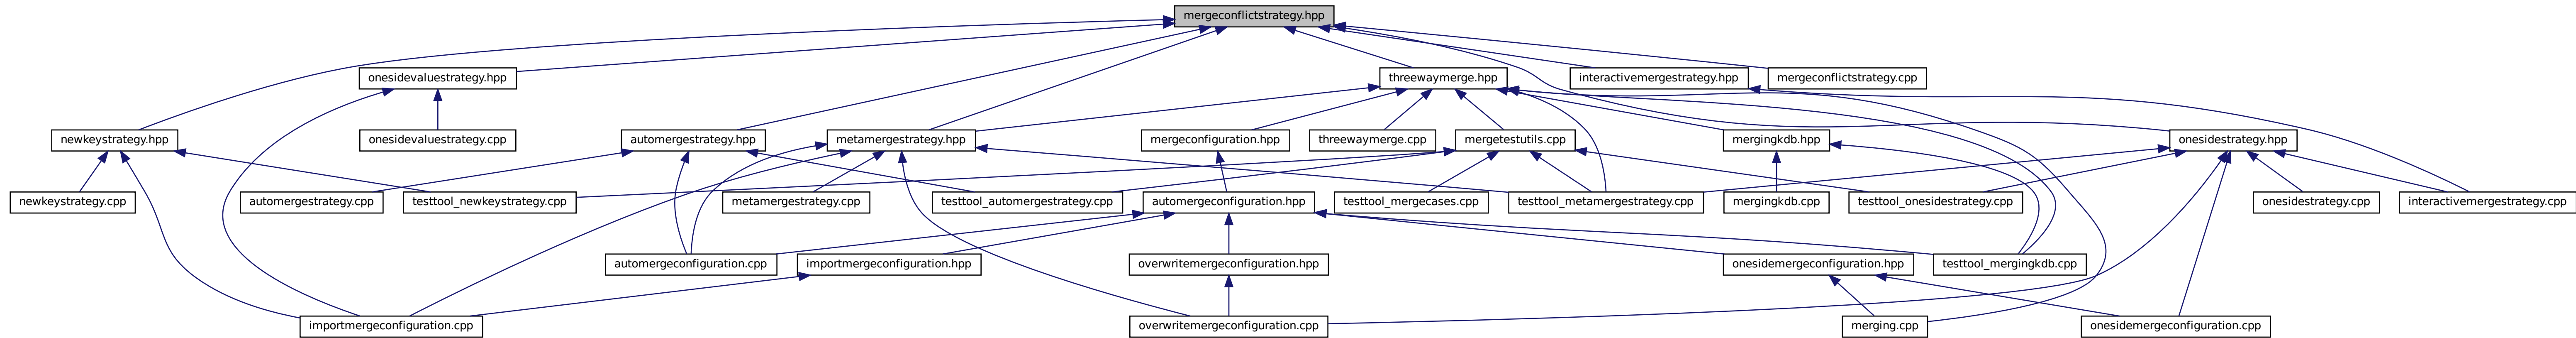 mergeconflictstrategy.hpp
onesidevaluestrategy.hpp
threewaymerge.hpp
interactivemergestrategy.hpp
mergeconflictstrategy.cpp
newkeystrategy.hpp
onesidevaluestrategy.cpp
automergestrategy.hpp
metamergestrategy.hpp
mergeconfiguration.hpp
threewaymerge.cpp
mergetestutils.cpp
mergingkdb.hpp
onesidestrategy.hpp
newkeystrategy.cpp
automergestrategy.cpp
testtool_newkeystrategy.cpp
metamergestrategy.cpp
testtool_automergestrategy.cpp
automergeconfiguration.hpp
testtool_mergecases.cpp
testtool_metamergestrategy.cpp
mergingkdb.cpp
testtool_onesidestrategy.cpp
onesidestrategy.cpp
interactivemergestrategy.cpp
automergeconfiguration.cpp
importmergeconfiguration.hpp
overwritemergeconfiguration.hpp
onesidemergeconfiguration.hpp
testtool_mergingkdb.cpp
importmergeconfiguration.cpp
overwritemergeconfiguration.cpp
merging.cpp
onesidemergeconfiguration.cpp